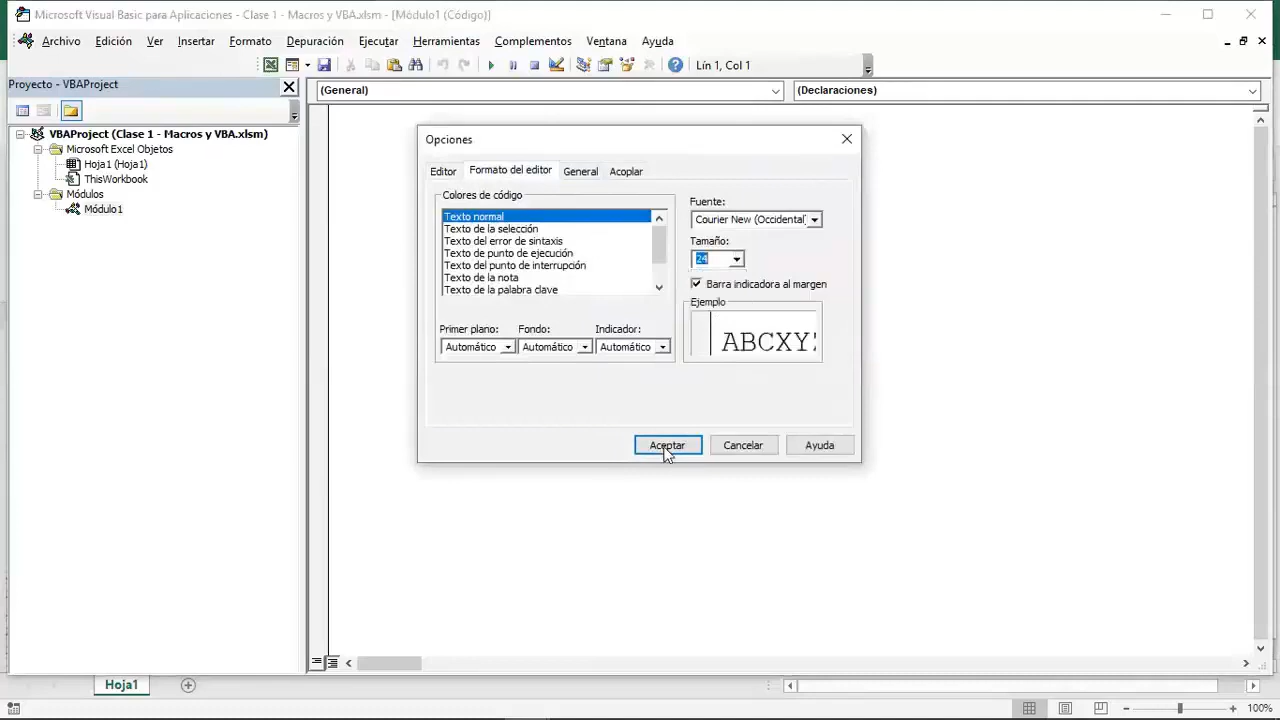 Microsoft Visual Basic para Aplicaciones - Clase 1 - Macros y VBA.xlsm - [Módulo1 (Código)]
Archivo Edición Ver Insertar Formato Depuración Ejecutar Herramientas Complementos Ventana Ayuda
Lín 1, Col 1
Proyecto - VBAProject
(General)
(Declaraciones)
VBAProject (Clase 1 - Macros y VBA.xlsm)
Microsoft Excel Objetos
Hoja1 (Hoja1)
ThisWorkbook
Módulos
Módulo1
Opciones
Editor Formato del editor General Acoplar
Colores de código
Texto normal
Texto de la selección
Texto del error de sintaxis
Texto de punto de ejecución
Texto del punto de interrupción
Texto de la nota
Texto de la palabra clave
Primer plano: Fondo: Indicador:
Automático Automático Automático
Fuente:
Courier New (Occidental)
Tamaño:
24
Barra indicadora al margen
Ejemplo
ABCXYZ
Aceptar Cancelar Ayuda
Hoja1
100%